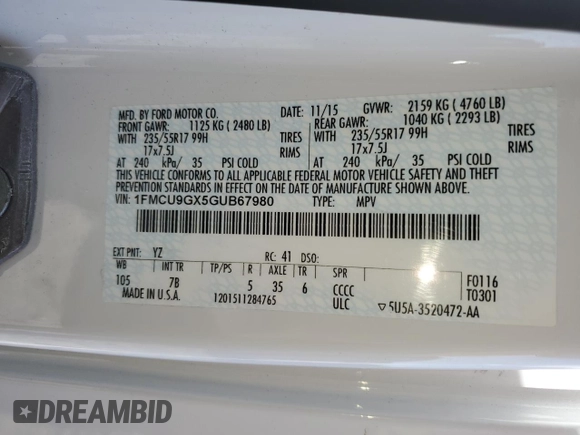 MFD. BY FORD MOTOR CO. DATE: 11/15 GVWR: 2159 KG ( 4760 LB)
FRONT GAWR: 1125 KG ( 2480 LB) REAR GAWR: 1040 KG ( 2293 LB)
WITH 235/55R17 99H TIRES WITH 235/55R17 99H TIRES
17x7.5J RIMS 17x7.5J RIMS
AT 240 kPa/ 35 PSI COLD AT 240 kPa/ 35 PSI COLD
THIS VEHICLE CONFORMS TO ALL APPLICABLE FEDERAL MOTOR VEHICLE SAFETY AND THEFT
PREVENTION STANDARDS IN EFFECT ON THE DATE OF MANUFACTURE SHOWN ABOVE.
VIN: 1FMCU9GX5GUB67980 TYPE: MPV
EXT PNT: YZ RC: 41 DSO:
WB INT TR TP/PS R AXLE TR SPR F0116
105 7B 5 35 6 CCCC T0301
MADE IN U.S.A. 1201511284765 ULC ▽5U5A-3520472-AA
DREAMBID